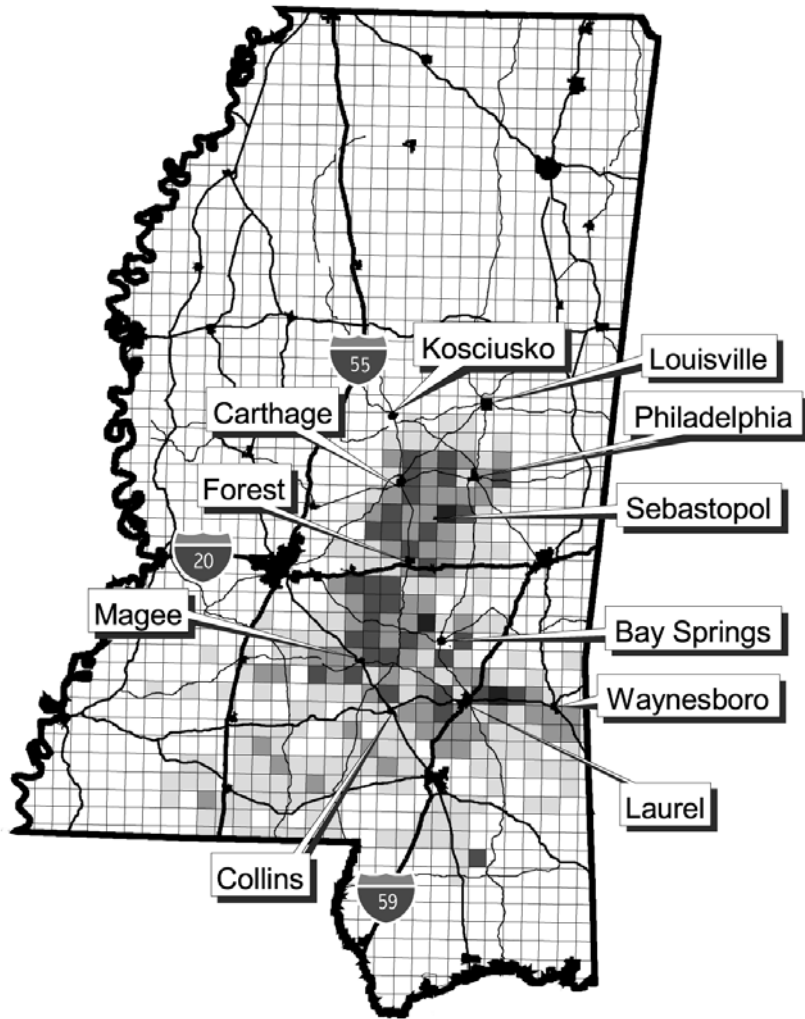 55
Kosciusko
Louisville
Carthage
Philadelphia
Forest
Sebastopol
20
Magee
Bay Springs
Waynesboro
Laurel
Collins
59